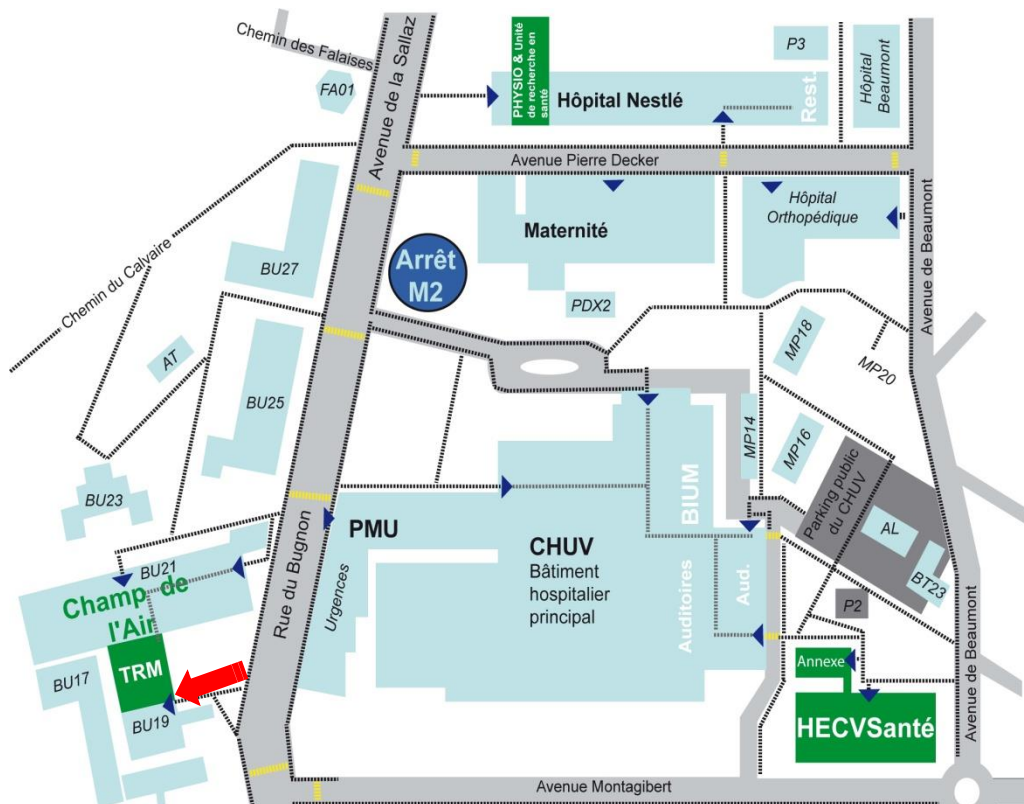 Chemin des Falaises
FA01
Avenue de la Sallaz
PHYSIO & Unité
de recherche en
santé
Hôpital Nestlé
Rest.
P3
Hôpital
Beaumont
Avenue Pierre Decker
Chemin du Calvaire
BU27
Arrêt
M2
Maternité
PDX2
Hôpital
Orthopédique
Avenue de Beaumont
AT
BU25
MP18
MP20
MP14
MP16
BU23
PMU
BIUM
Parking public
du CHUV
AL
BT23
CHUV
Bâtiment
hospitalier
principal
Urgences
Rue du Bugnon
Auditoires
Aud.
P2
BU21
Champ de
l'Air
TRM
BU17
BU19
Annexe
HECVSanté
Avenue de Beaumont
Avenue Montagibert